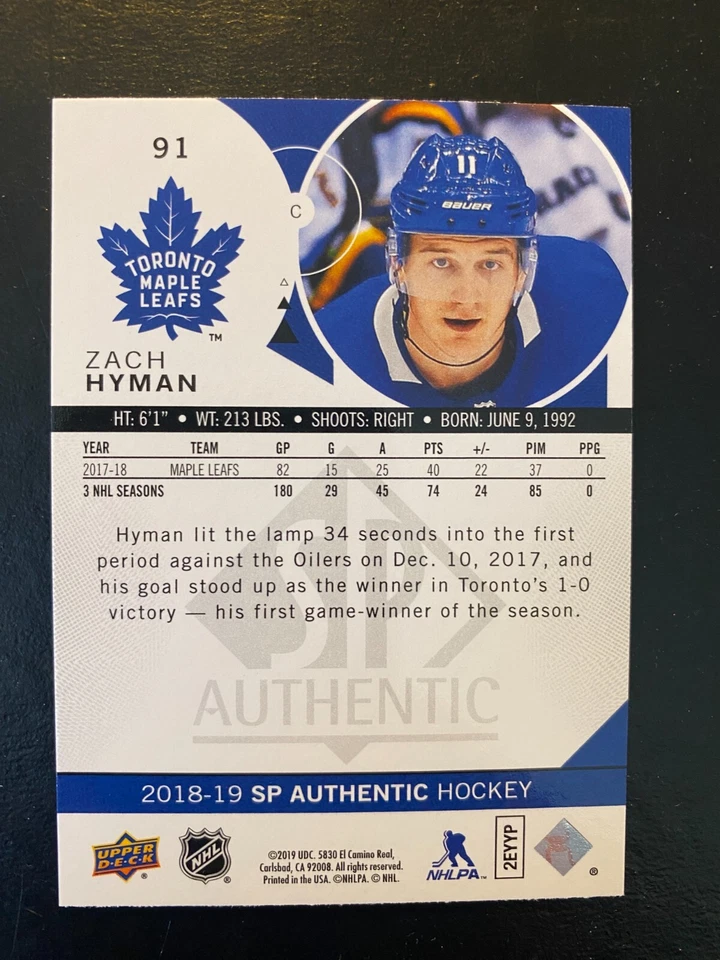 91
11
BAUER
C
TORONTO
MAPLE
LEAFS
TM
ZACH
HYMAN
HT: 6'1" • WT: 213 LBS. • SHOOTS: RIGHT • BORN: JUNE 9, 1992
YEAR TEAM GP G A PTS +/- PIM PPG
2017-18 MAPLE LEAFS 82 15 25 40 22 37 0
3 NHL SEASONS 180 29 45 74 24 85 0
Hyman lit the lamp 34 seconds into the first
period against the Oilers on Dec. 10, 2017, and
his goal stood up as the winner in Toronto's 1-0
victory — his first game-winner of the season.
SP
AUTHENTIC
2018-19 SP AUTHENTIC HOCKEY
UPPER
D·E·C·K
®
NHL
®
©2019 UDC. 5830 El Camino Real,
Carlsbad, CA 92008. All rights reserved.
Printed in the USA. ©NHLPA. © NHL.
NHLPA™
2EYYP
®